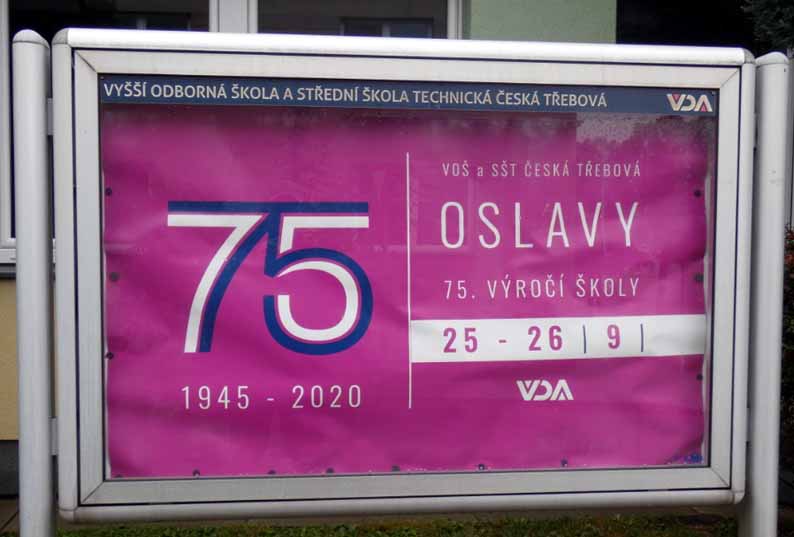 VYŠŠÍ ODBORNÁ ŠKOLA A STŘEDNÍ ŠKOLA TECHNICKÁ ČESKÁ TŘEBOVÁ VDA
75
1945 - 2020
VOŠ a SŠT ČESKÁ TŘEBOVÁ
OSLAVY
75. VÝROČÍ ŠKOLY
25 - 26 | 9 |
VDA